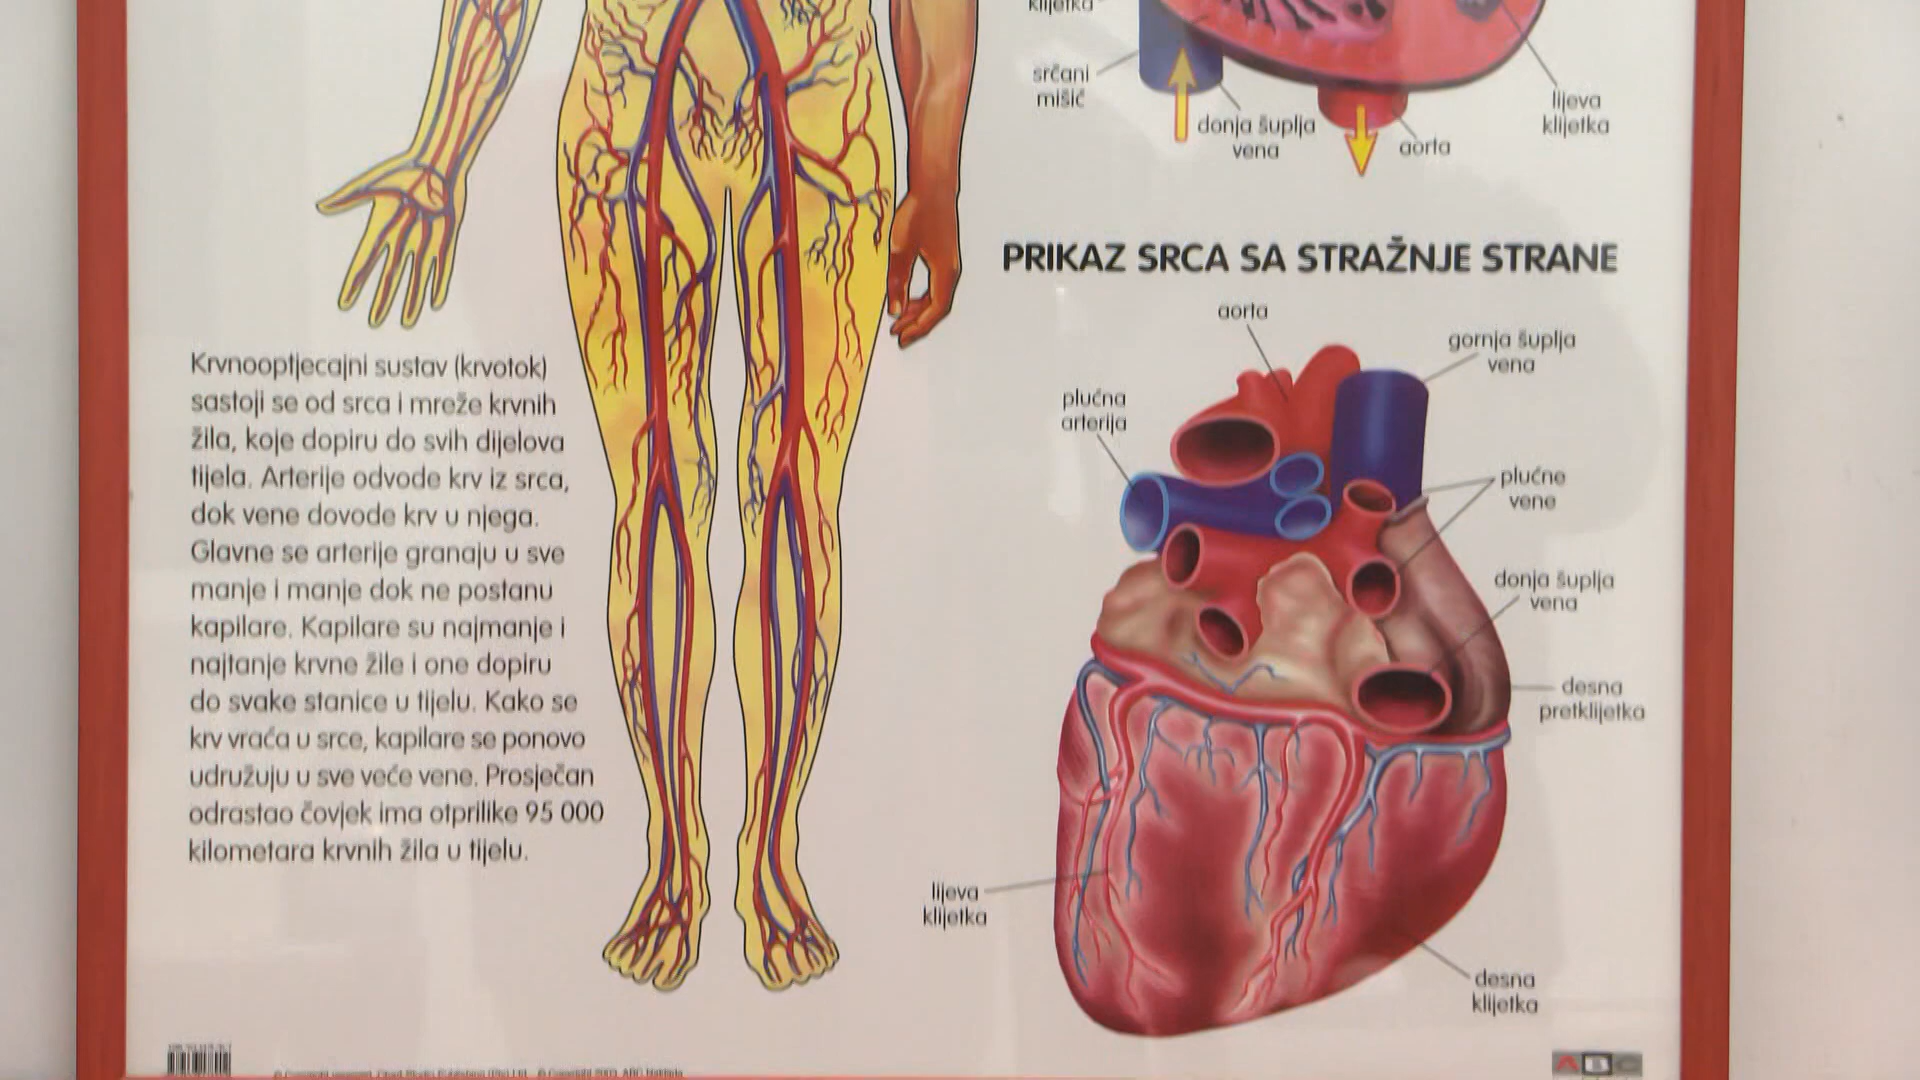 klijetka
srčani
mišić
donja šuplja
vena
aorta
lijeva
klijetka
PRIKAZ SRCA SA STRAŽNJE STRANE
aorta
gornja šuplja
vena
plućna
arterija
plućne
vene
donja šuplja
vena
desna
pretklijetka
lijeva
klijetka
desna
klijetka
Krvnooptjecajni sustav (krvotok)
sastoji se od srca i mreže krvnih
žila, koje dopiru do svih dijelova
tijela. Arterije odvode krv iz srca,
dok vene dovode krv u njega.
Glavne se arterije granaju u sve
manje i manje dok ne postanu
kapilare. Kapilare su najmanje i
najtanje krvne žile i one dopiru
do svake stanice u tijelu. Kako se
krv vraća u srce, kapilare se ponovo
udružuju u sve veće vene. Prosječan
odrastao čovjek ima otprilike 95 000
kilometara krvnih žila u tijelu.
ABC